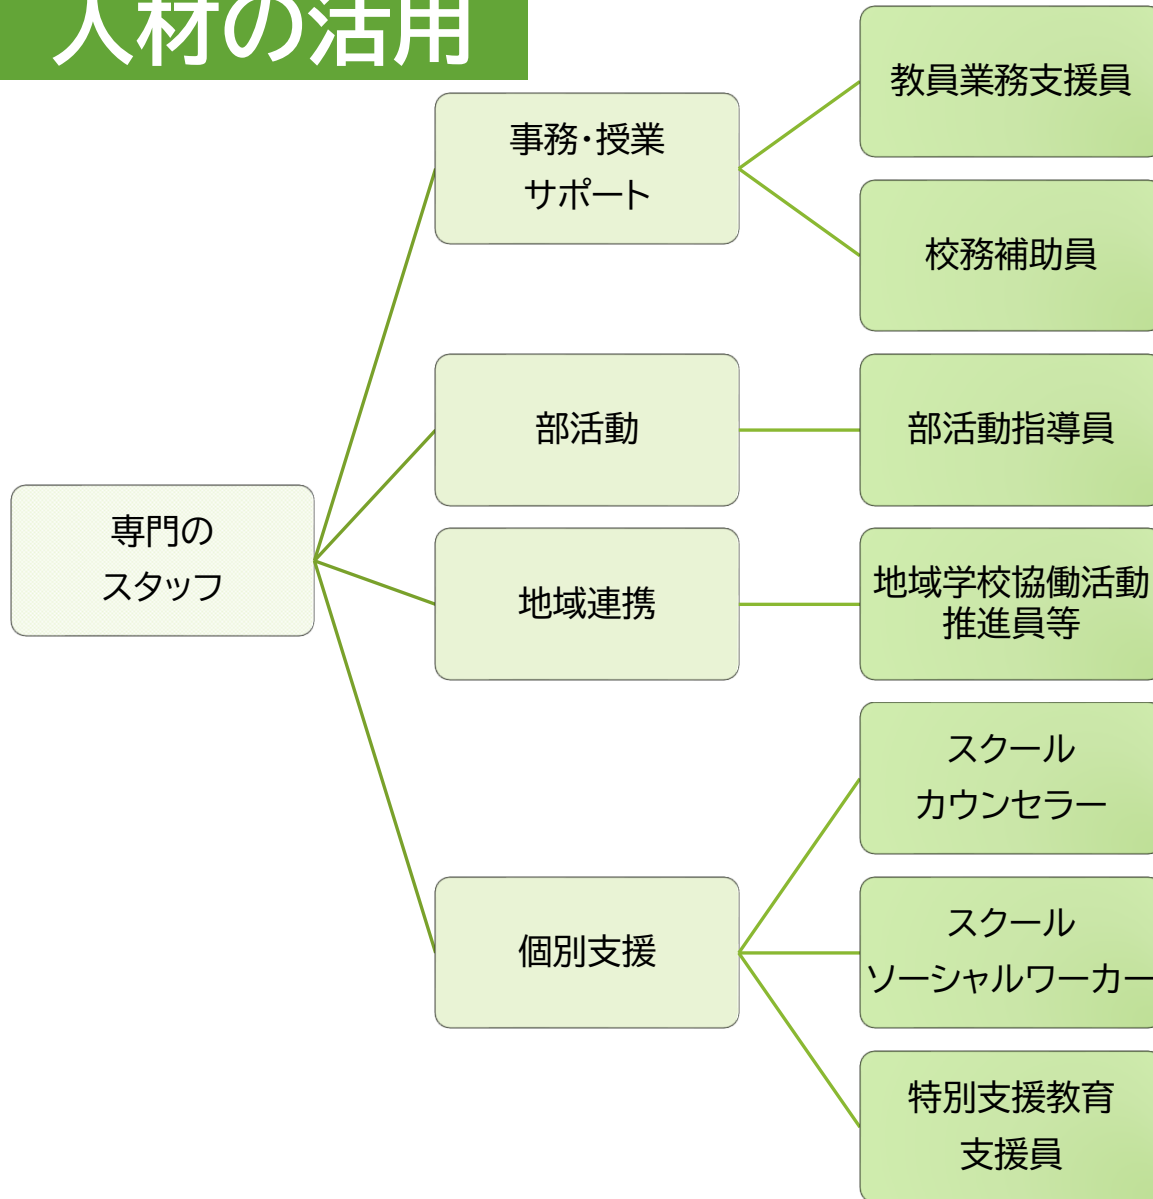 人材の活用
専門の
スタッフ
事務・授業
サポート
教員業務支援員
校務補助員
部活動
部活動指導員
地域連携
地域学校協働活動
推進員等
個別支援
スクール
カウンセラー
スクール
ソーシャルワーカー
特別支援教育
支援員